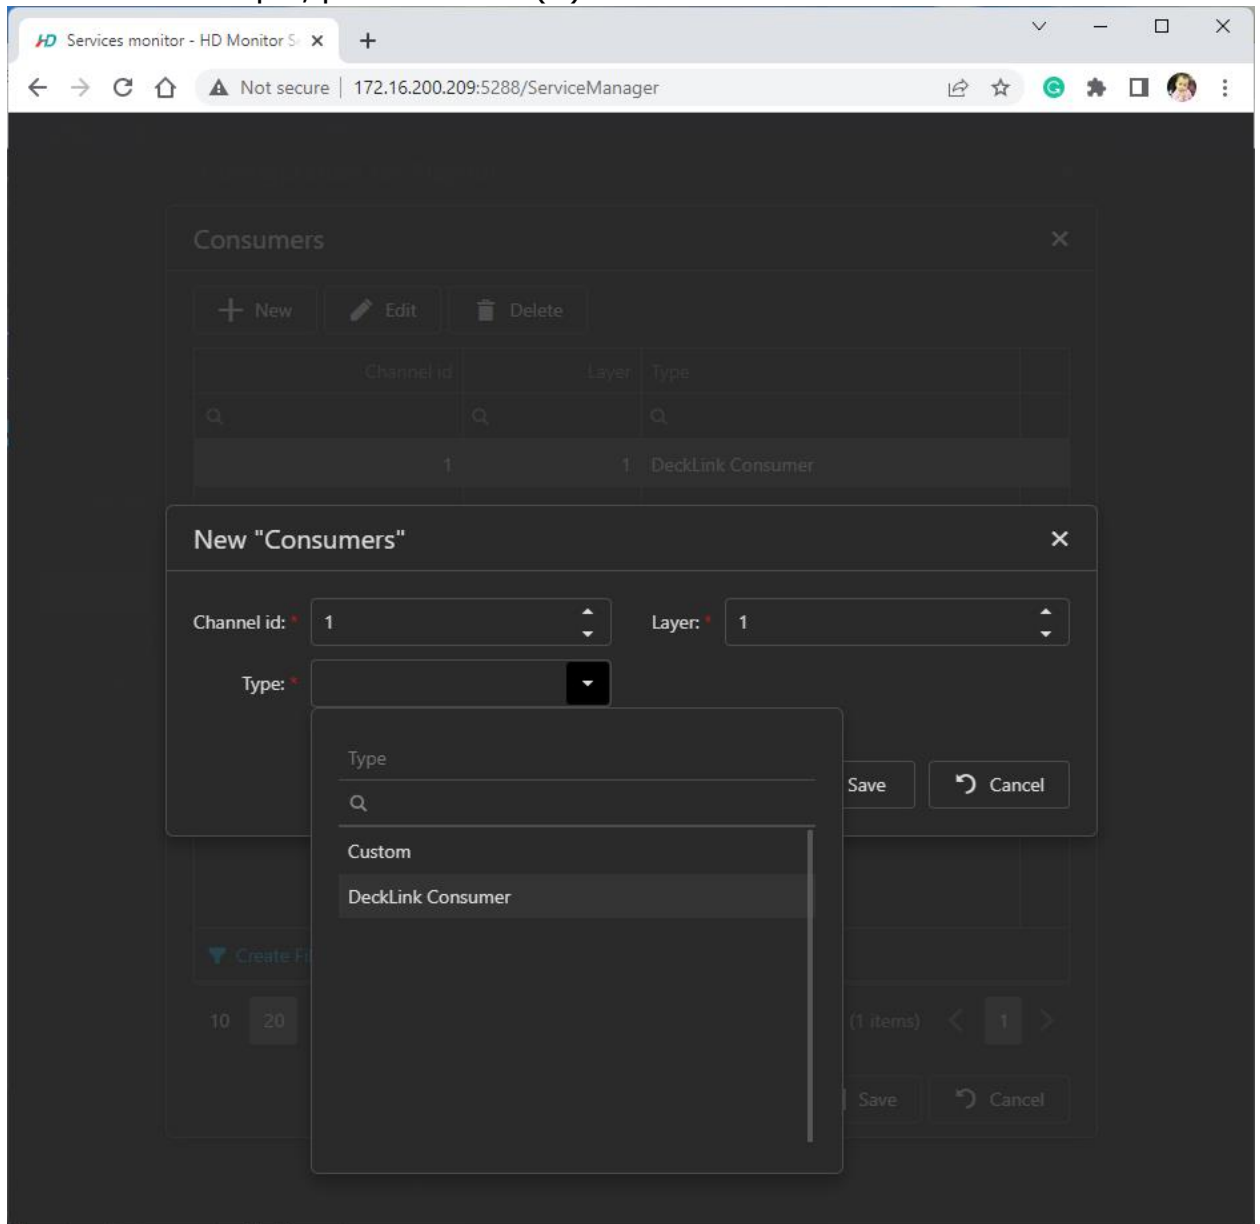 Services monitor - HD Monitor S
Not secure | 172.16.200.209:5288/ServiceManager
Consumers
New Edit Delete
Channel id Layer Type
1 1 DeckLink Consumer
New "Consumers"
Channel id: * 1 Layer: * 1
Type: *
Type
Save Cancel
Custom
DeckLink Consumer
Create Fi
10 20 (1 items) 1
Save Cancel